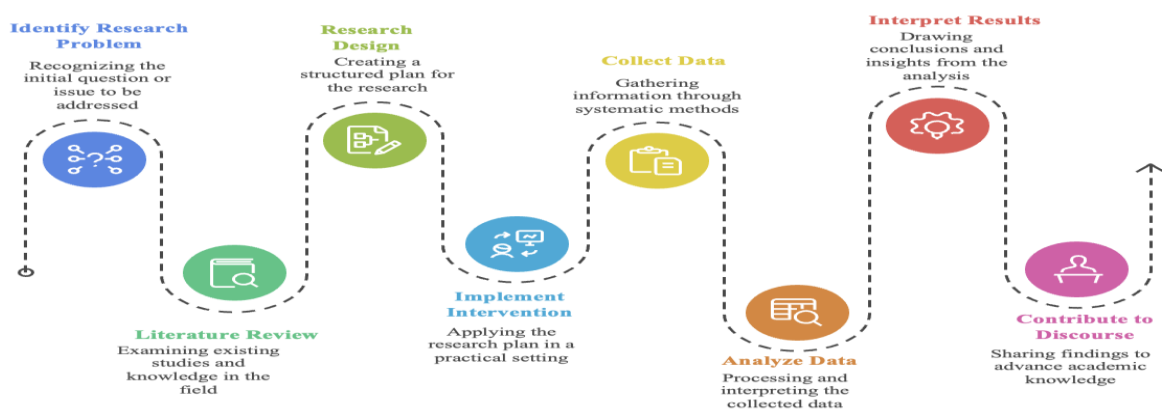 Identify Research
Problem
Recognizing the
initial question or
issue to be
addressed
Literature Review
Examining existing
studies and
knowledge in the
field
Research
Design
Creating a
structured plan for
the research
Implement
Intervention
Applying the
research plan in a
practical setting
Collect Data
Gathering
information through
systematic methods
Analyze Data
Processing and
interpreting the
collected data
Interpret Results
Drawing
conclusions and
insights from the
analysis
Contribute to
Discourse
Sharing findings to
advance academic
knowledge